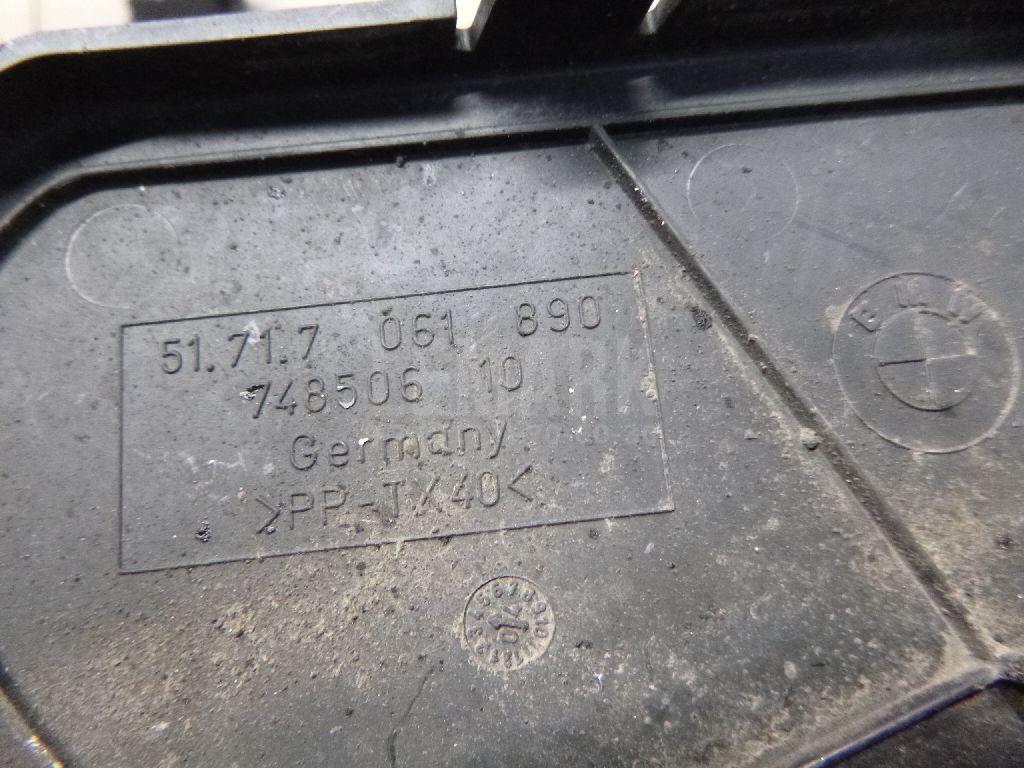 51.71.7 061 890
748506 10
Germany
>PP-TX40<
BMW